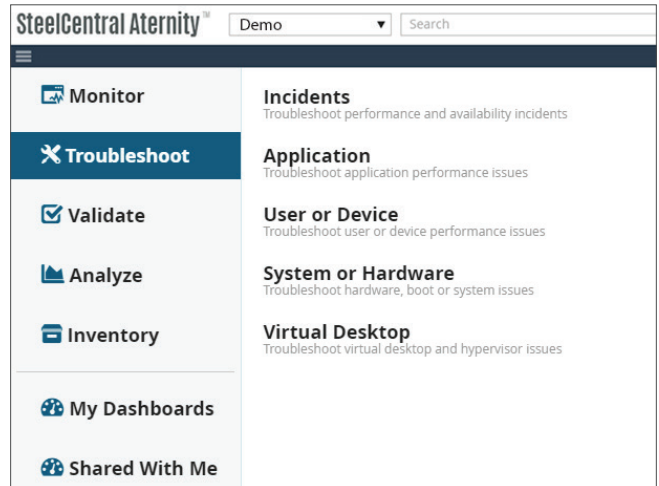 SteelCentral Aternity™
Demo
Search
Monitor
Troubleshoot
Validate
Analyze
Inventory
My Dashboards
Shared With Me
Incidents
Troubleshoot performance and availability incidents
Application
Troubleshoot application performance issues
User or Device
Troubleshoot user or device performance issues
System or Hardware
Troubleshoot hardware, boot or system issues
Virtual Desktop
Troubleshoot virtual desktop and hypervisor issues